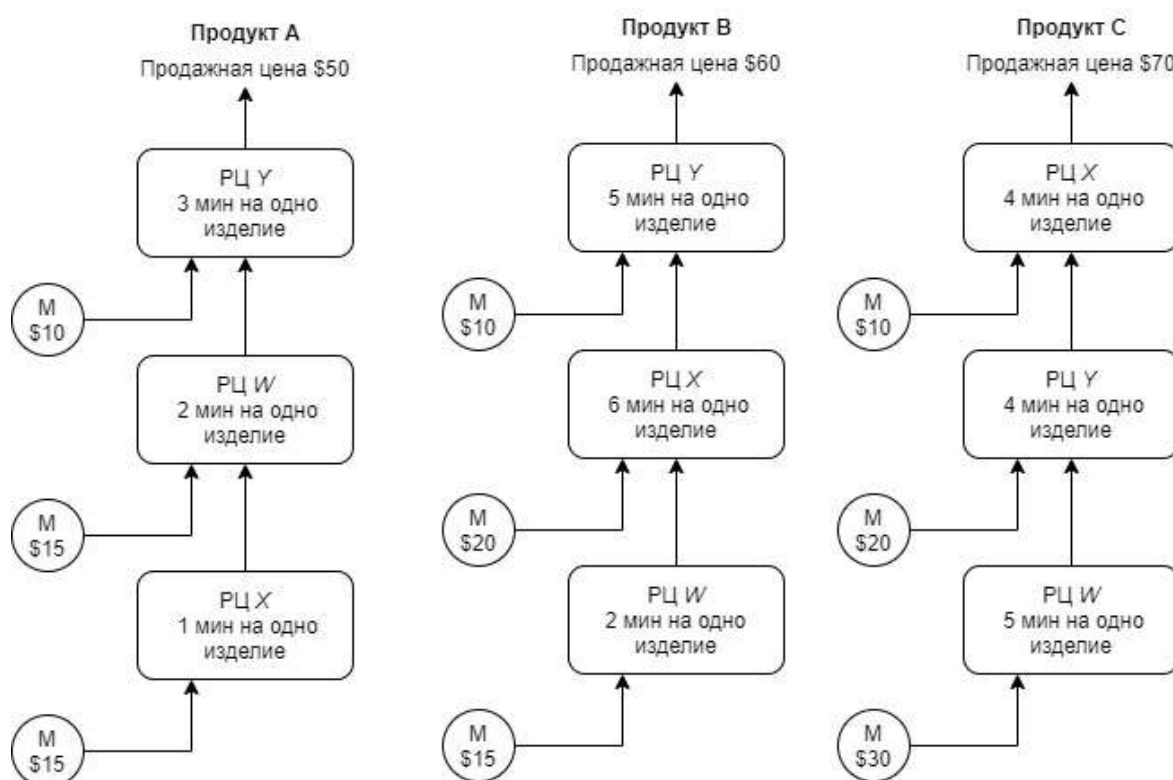 Продукт A
Продажная цена $50
РЦ Y
3 мин на одно
изделие
M
$10
РЦ W
2 мин на одно
изделие
M
$15
РЦ X
1 мин на одно
изделие
M
$15
Продукт B
Продажная цена $60
РЦ Y
5 мин на одно
изделие
M
$10
РЦ X
6 мин на одно
изделие
M
$20
РЦ W
2 мин на одно
изделие
M
$15
Продукт C
Продажная цена $70
РЦ X
4 мин на одно
изделие
M
$10
РЦ Y
4 мин на одно
изделие
M
$20
РЦ W
5 мин на одно
изделие
M
$30